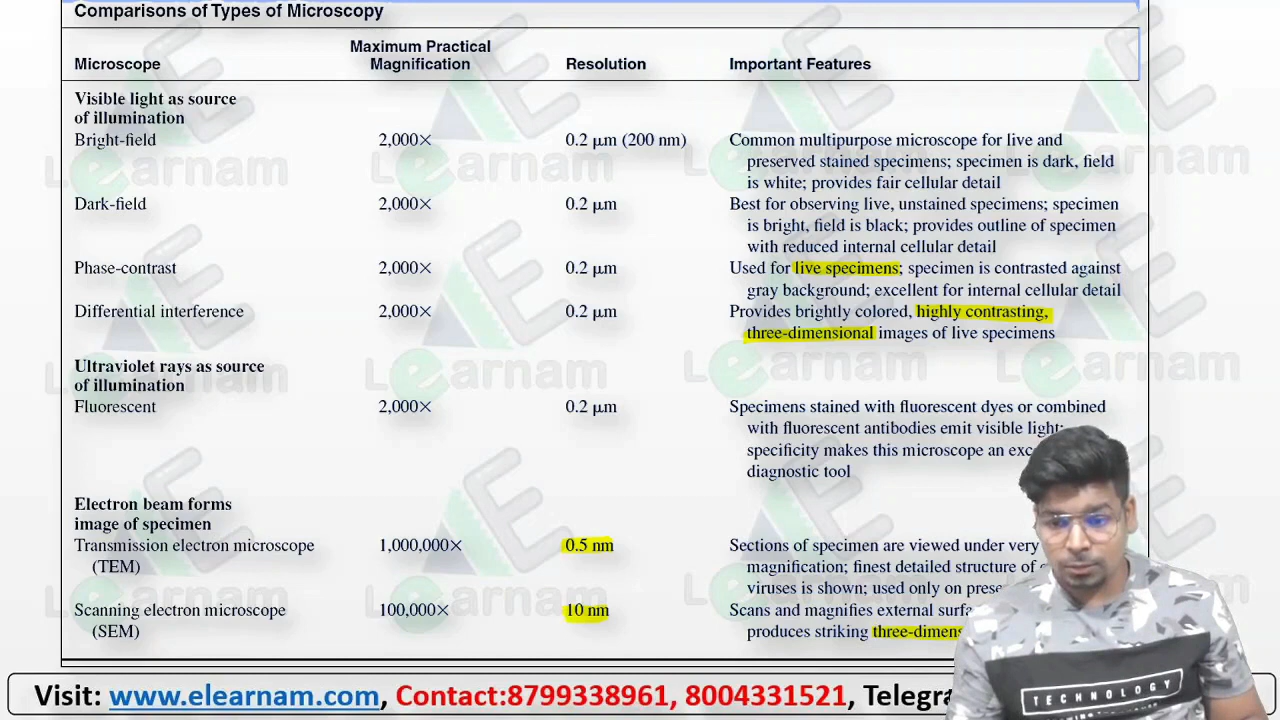 Comparisons of Types of Microscopy
Microscope
Maximum Practical
Magnification
Resolution
Important Features
Visible light as source
of illumination
Bright-field 2,000× 0.2 μm (200 nm) Common multipurpose microscope for live and
preserved stained specimens; specimen is dark, field
is white; provides fair cellular detail
Dark-field 2,000× 0.2 μm Best for observing live, unstained specimens; specimen
is bright, field is black; provides outline of specimen
with reduced internal cellular detail
Phase-contrast 2,000× 0.2 μm Used for live specimens; specimen is contrasted against
gray background; excellent for internal cellular detail
Differential interference 2,000× 0.2 μm Provides brightly colored, highly contrasting,
three-dimensional images of live specimens
Ultraviolet rays as source
of illumination
Fluorescent 2,000× 0.2 μm Specimens stained with fluorescent dyes or combined
with fluorescent antibodies emit visible light;
specificity makes this microscope an
diagnostic tool
Electron beam forms
image of specimen
Transmission electron microscope 1,000,000× 0.5 nm Sections of specimen are viewed under very
(TEM) magnification; finest detailed structure of
viruses is shown; used only on
Scanning electron microscope 100,000× 10 nm Scans and magnifies external
(SEM) produces striking
Visit: www.elearnam.com, Contact:8799338961, 8004331521,
TECHNOLOGY
Learnam